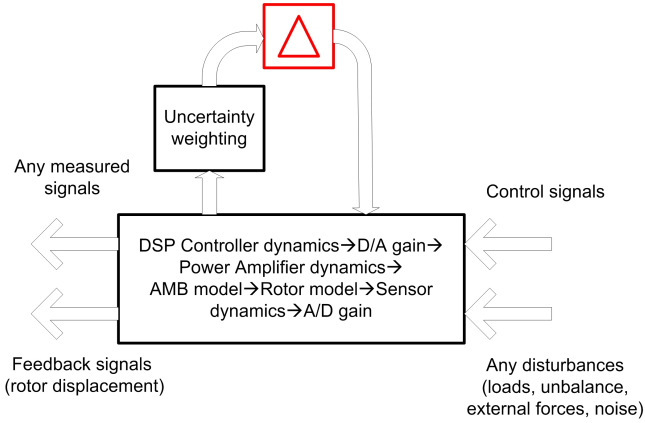 Uncertainty
weighting
Any measured
signals
Control signals
DSP Controller dynamics→D/A gain→
Power Amplifier dynamics→
AMB model→Rotor model→Sensor
dynamics→A/D gain
Feedback signals
(rotor displacement)
Any disturbances
(loads, unbalance,
external forces, noise)